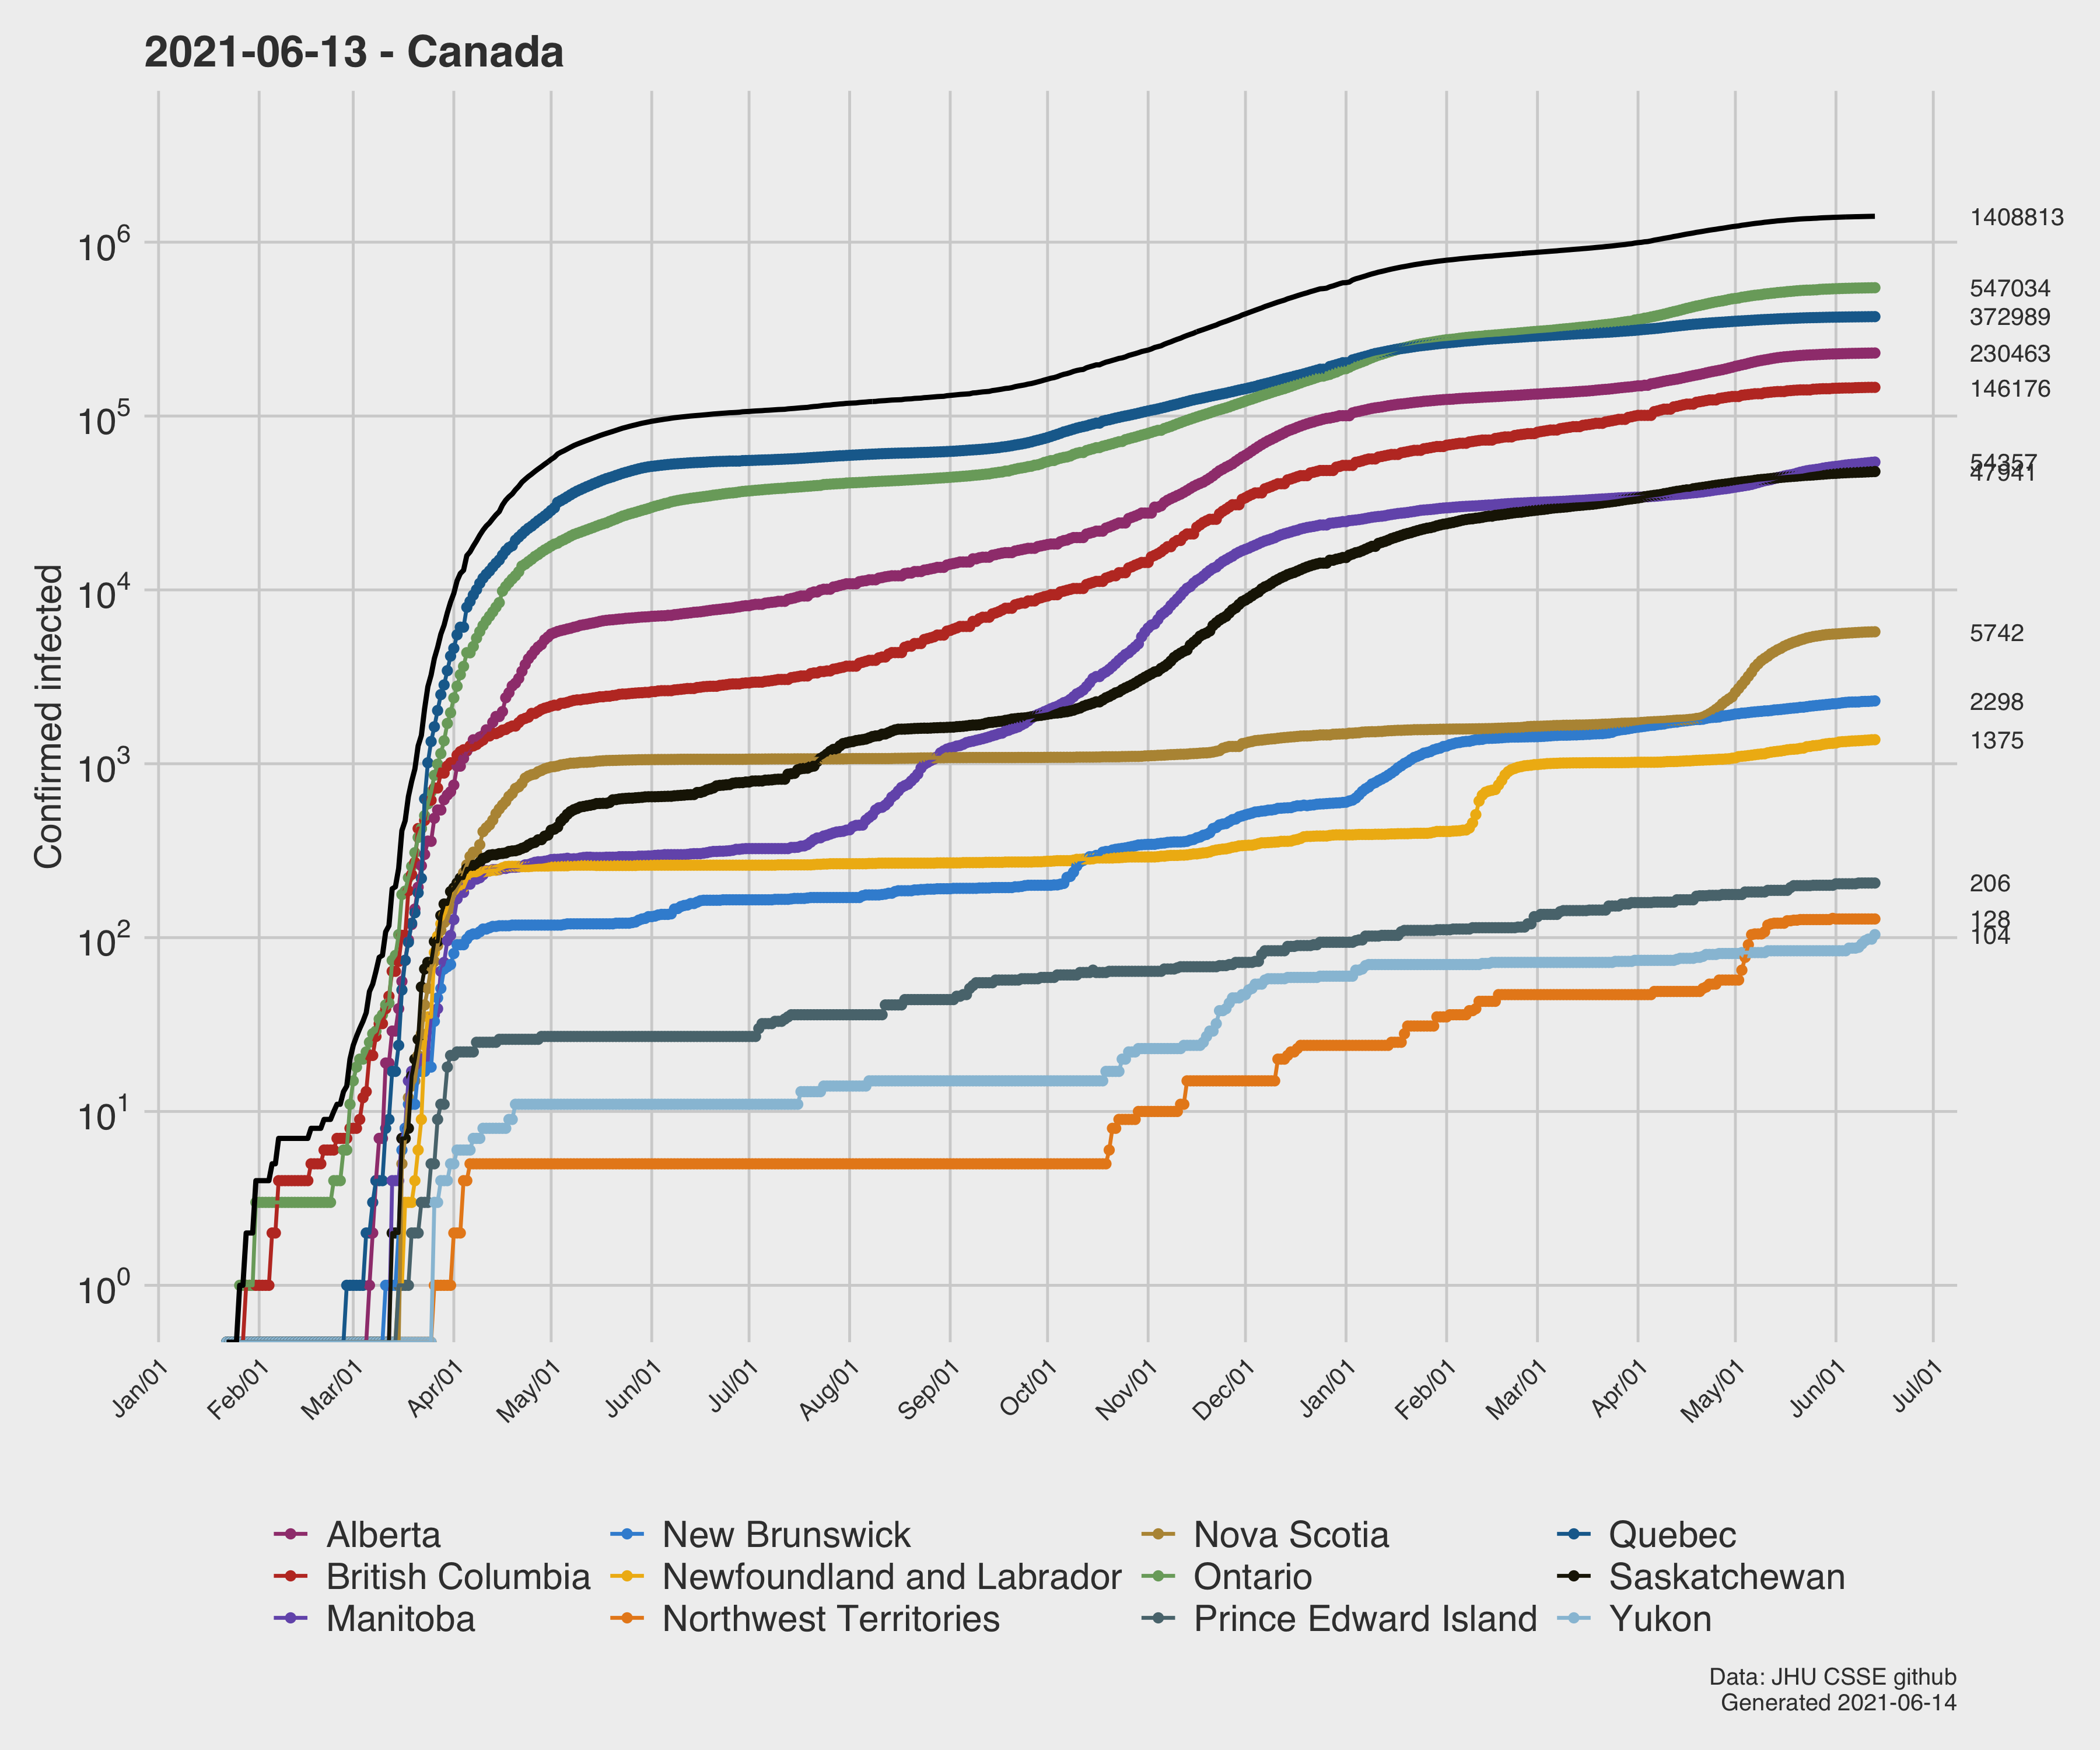 2021-06-13 - Canada
Confirmed infected
10^6
10^5
10^4
10^3
10^2
10^1
10^0
1408813
547034
372989
230463
146176
54357
47941
5742
2298
1375
206
128
104
Jan/01
Feb/01
Mar/01
Apr/01
May/01
Jun/01
Jul/01
Aug/01
Sep/01
Oct/01
Nov/01
Dec/01
Jan/01
Feb/01
Mar/01
Apr/01
May/01
Jun/01
Jul/01
Alberta New Brunswick Nova Scotia Quebec
British Columbia Newfoundland and Labrador Ontario Saskatchewan
Manitoba Northwest Territories Prince Edward Island Yukon
Data: JHU CSSE github
Generated 2021-06-14